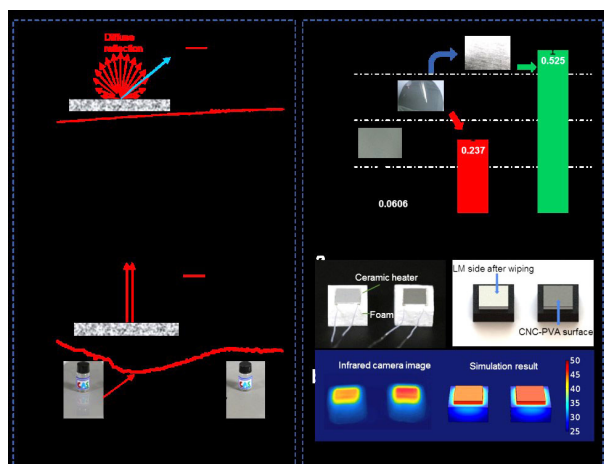 Diffuse
reflection
0.525
0.237
0.0606
Ceramic heater
Foam
LM side after wiping
CNC-PVA surface
Infrared camera image
Simulation result
50
45
40
35
30
25